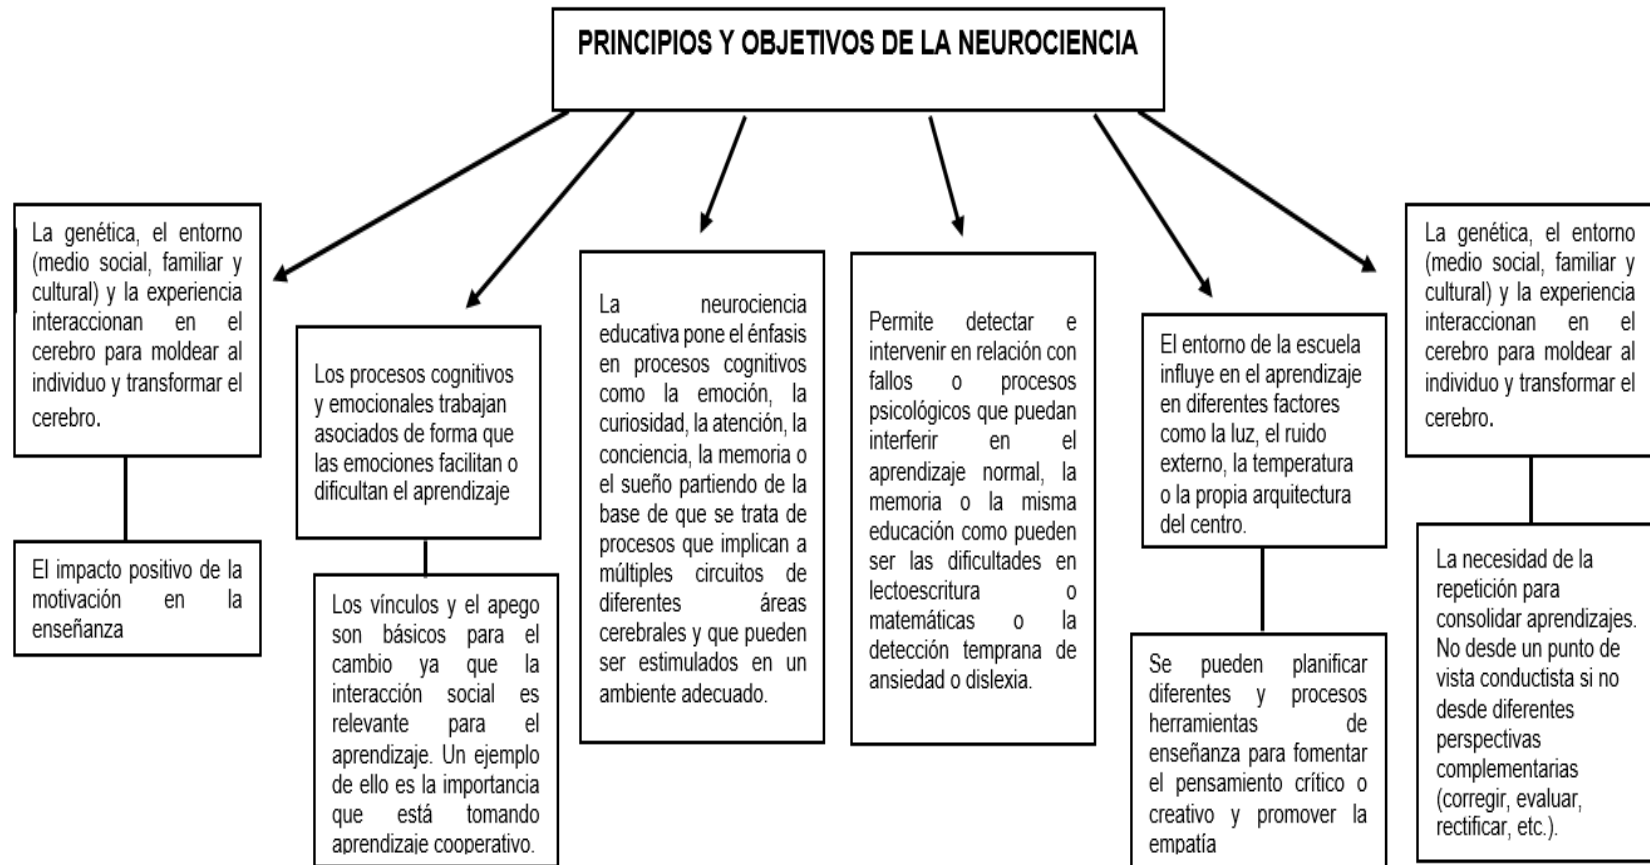 PRINCIPIOS Y OBJETIVOS DE LA NEUROCIENCIA
La genética, el entorno
(medio social, familiar y
cultural) y la experiencia
interaccionan en el
cerebro para moldear al
individuo y transformar el
cerebro.
El impacto positivo de la
motivación en la
enseñanza
Los procesos cognitivos
y emocionales trabajan
asociados de forma que
las emociones facilitan o
dificultan el aprendizaje
Los vínculos y el apego
son básicos para el
cambio ya que la
interacción social es
relevante para el
aprendizaje. Un ejemplo
de ello es la importancia
que está tomando
aprendizaje cooperativo.
La neurociencia
educativa pone el énfasis
en procesos cognitivos
como la emoción, la
curiosidad, la atención, la
conciencia, la memoria o
el sueño partiendo de la
base de que se trata de
procesos que implican a
múltiples circuitos de
diferentes áreas
cerebrales y que pueden
ser estimulados en un
ambiente adecuado.
Permite detectar e
intervenir en relación con
fallos o procesos
psicológicos que puedan
interferir en el
aprendizaje normal, la
memoria o la misma
educación como pueden
ser las dificultades en
lectoescritura o
matemáticas o la
detección temprana de
ansiedad o dislexia.
El entorno de la escuela
influye en el aprendizaje
en diferentes factores
como la luz, el ruido
externo, la temperatura
o la propia arquitectura
del centro.
Se pueden planificar
diferentes y procesos
herramientas de
enseñanza para fomentar
el pensamiento crítico o
creativo y promover la
empatía
La genética, el entorno
(medio social, familiar y
cultural) y la experiencia
interaccionan en el
cerebro para moldear al
individuo y transformar el
cerebro.
La necesidad de la
repetición para
consolidar aprendizajes.
No desde un punto de
vista conductista si no
desde diferentes
perspectivas
complementarias
(corregir, evaluar,
rectificar, etc.).